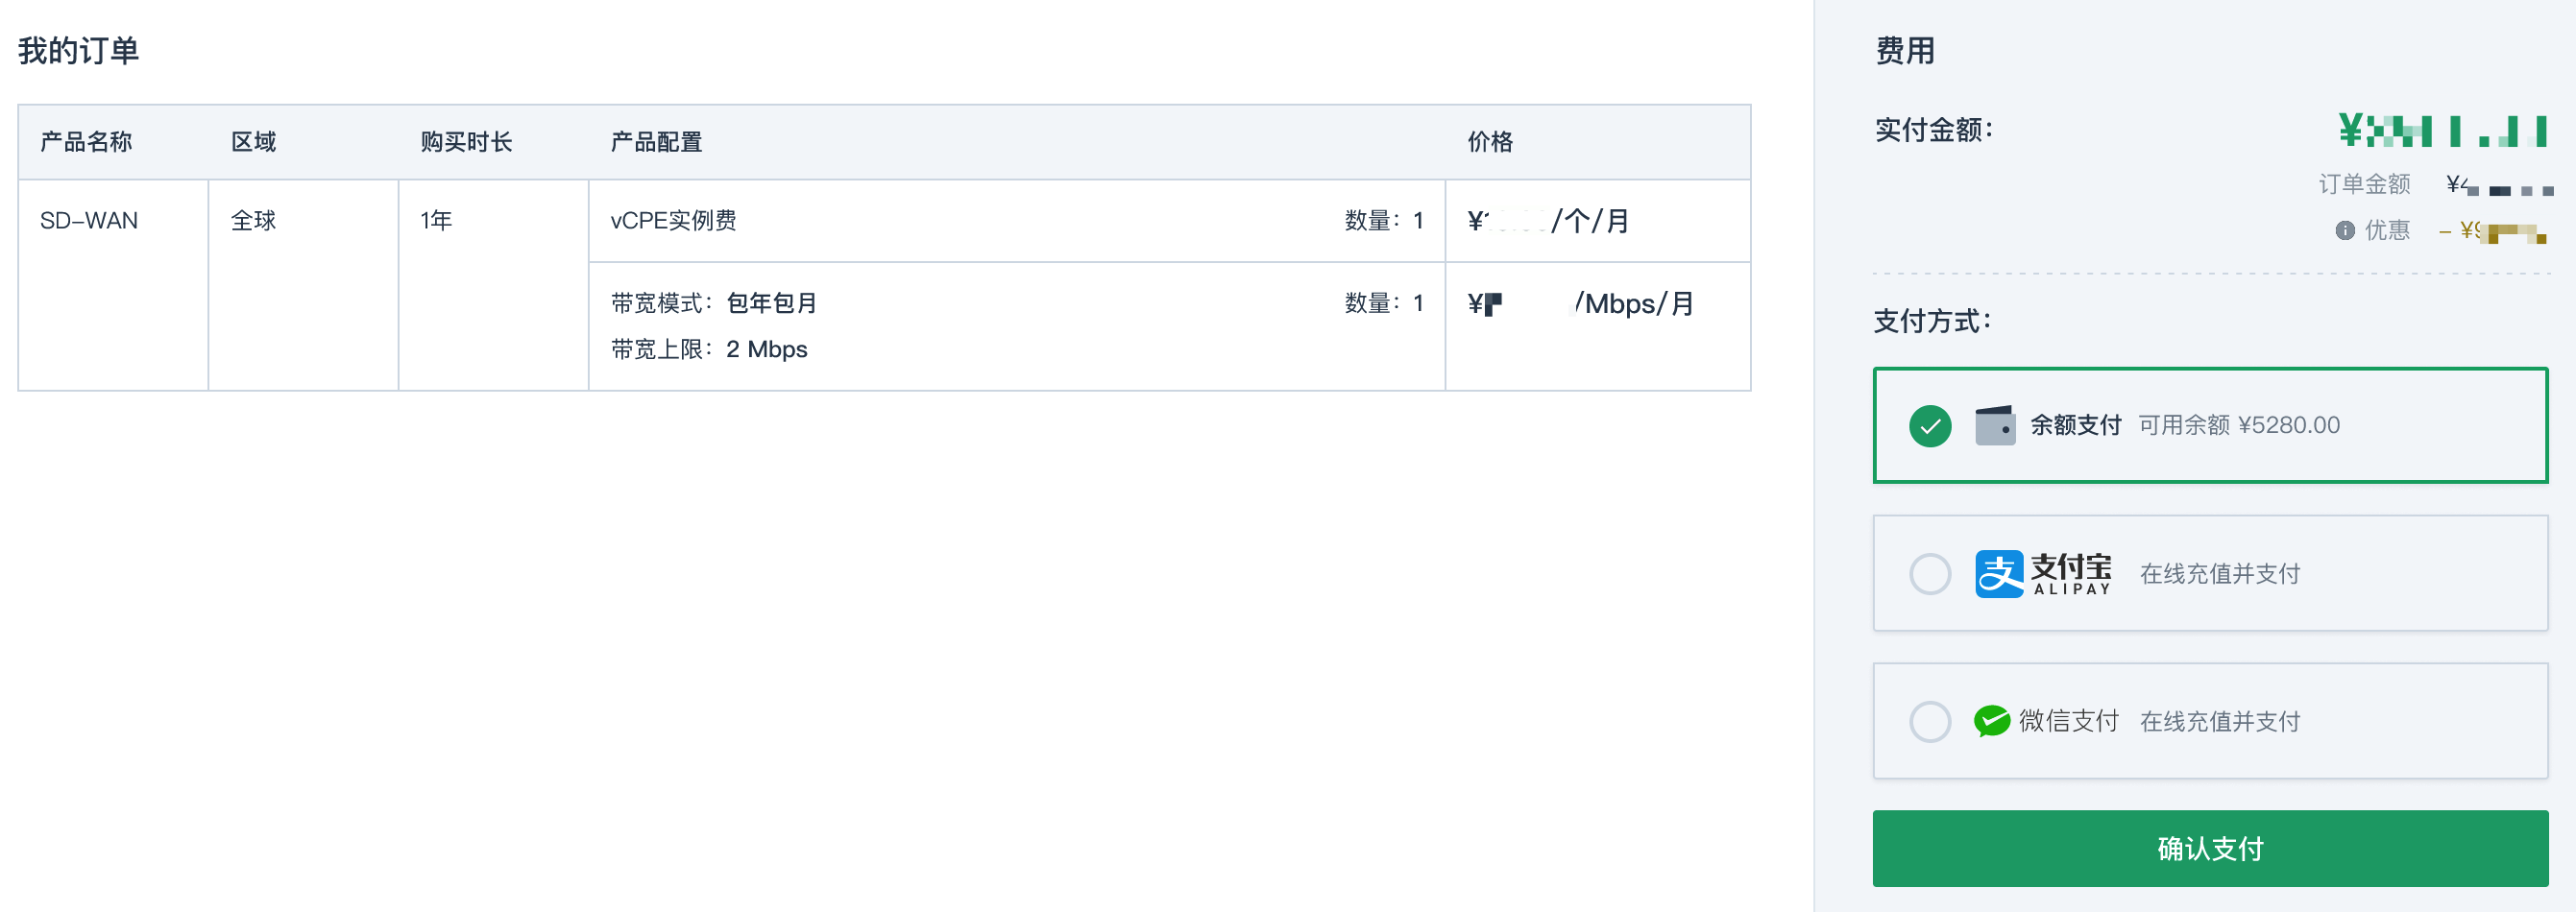 我的订单
产品名称 区域 购买时长 产品配置 价格
SD-WAN 全球 1年 vCPE实例费 数量：1 ¥ /个/月
带宽模式：包年包月 数量：1 ¥ /Mbps/月
带宽上限：2 Mbps
费用
实付金额： ¥
订单金额 ¥
优惠 - ¥
支付方式：
余额支付 可用余额 ¥5280.00
支付宝 在线充值并支付
ALIPAY
微信支付 在线充值并支付
确认支付